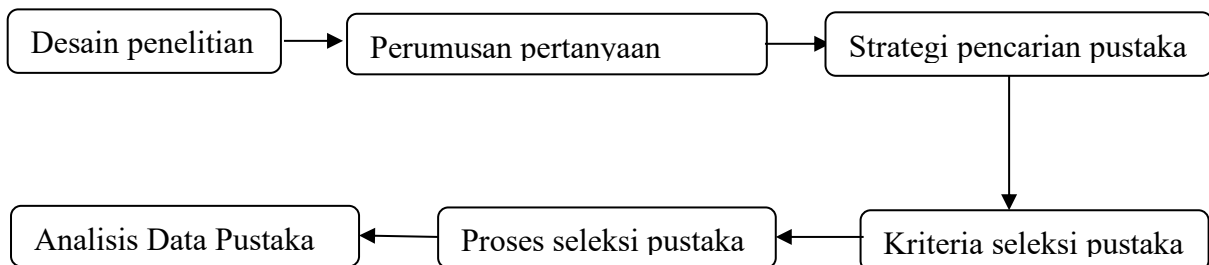 Desain penelitian
Perumusan pertanyaan
Strategi pencarian pustaka
Kriteria seleksi pustaka
Proses seleksi pustaka
Analisis Data Pustaka